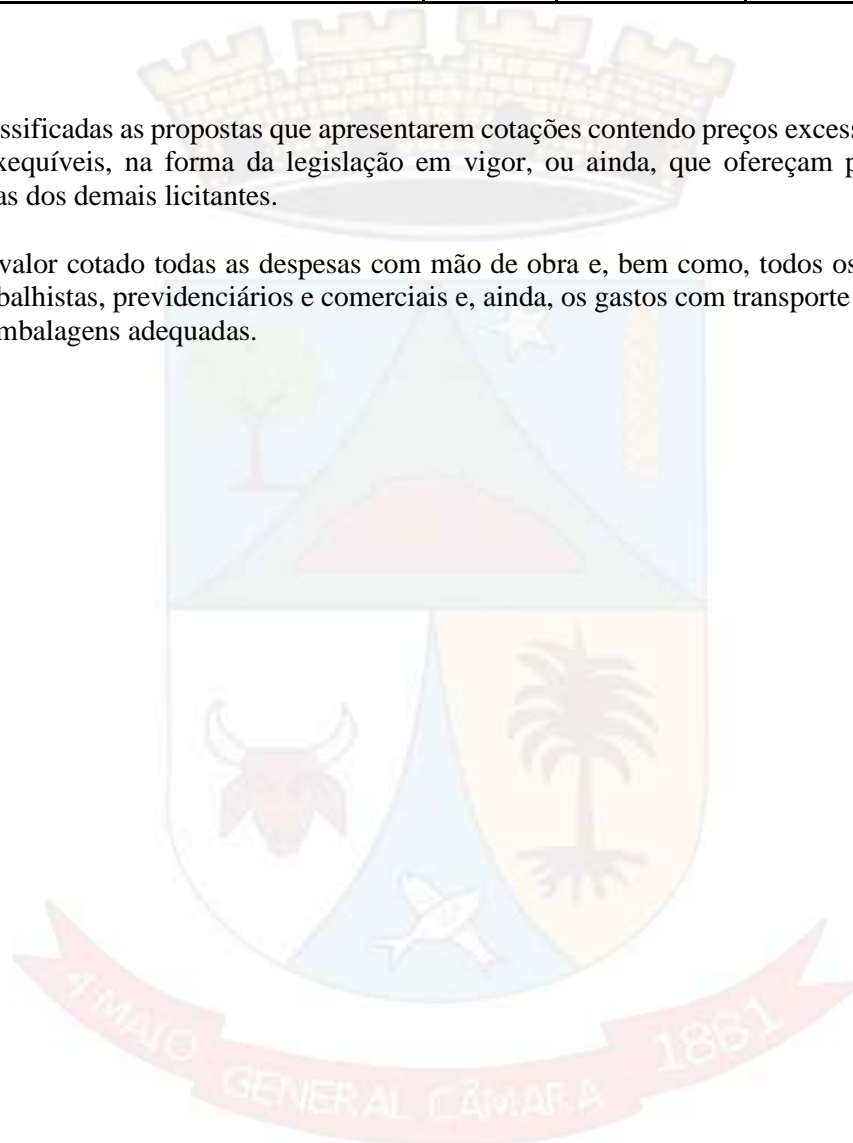 ssificadas as propostas que apresentarem cotações contendo preços excess
xequíveis, na forma da legislação em vigor, ou ainda, que ofereçam p
as dos demais licitantes.
valor cotado todas as despesas com mão de obra e, bem como, todos os
balhistas, previdenciários e comerciais e, ainda, os gastos com transporte
mbalagens adequadas.
4 MAIO GENERAL CÂMARA 1881